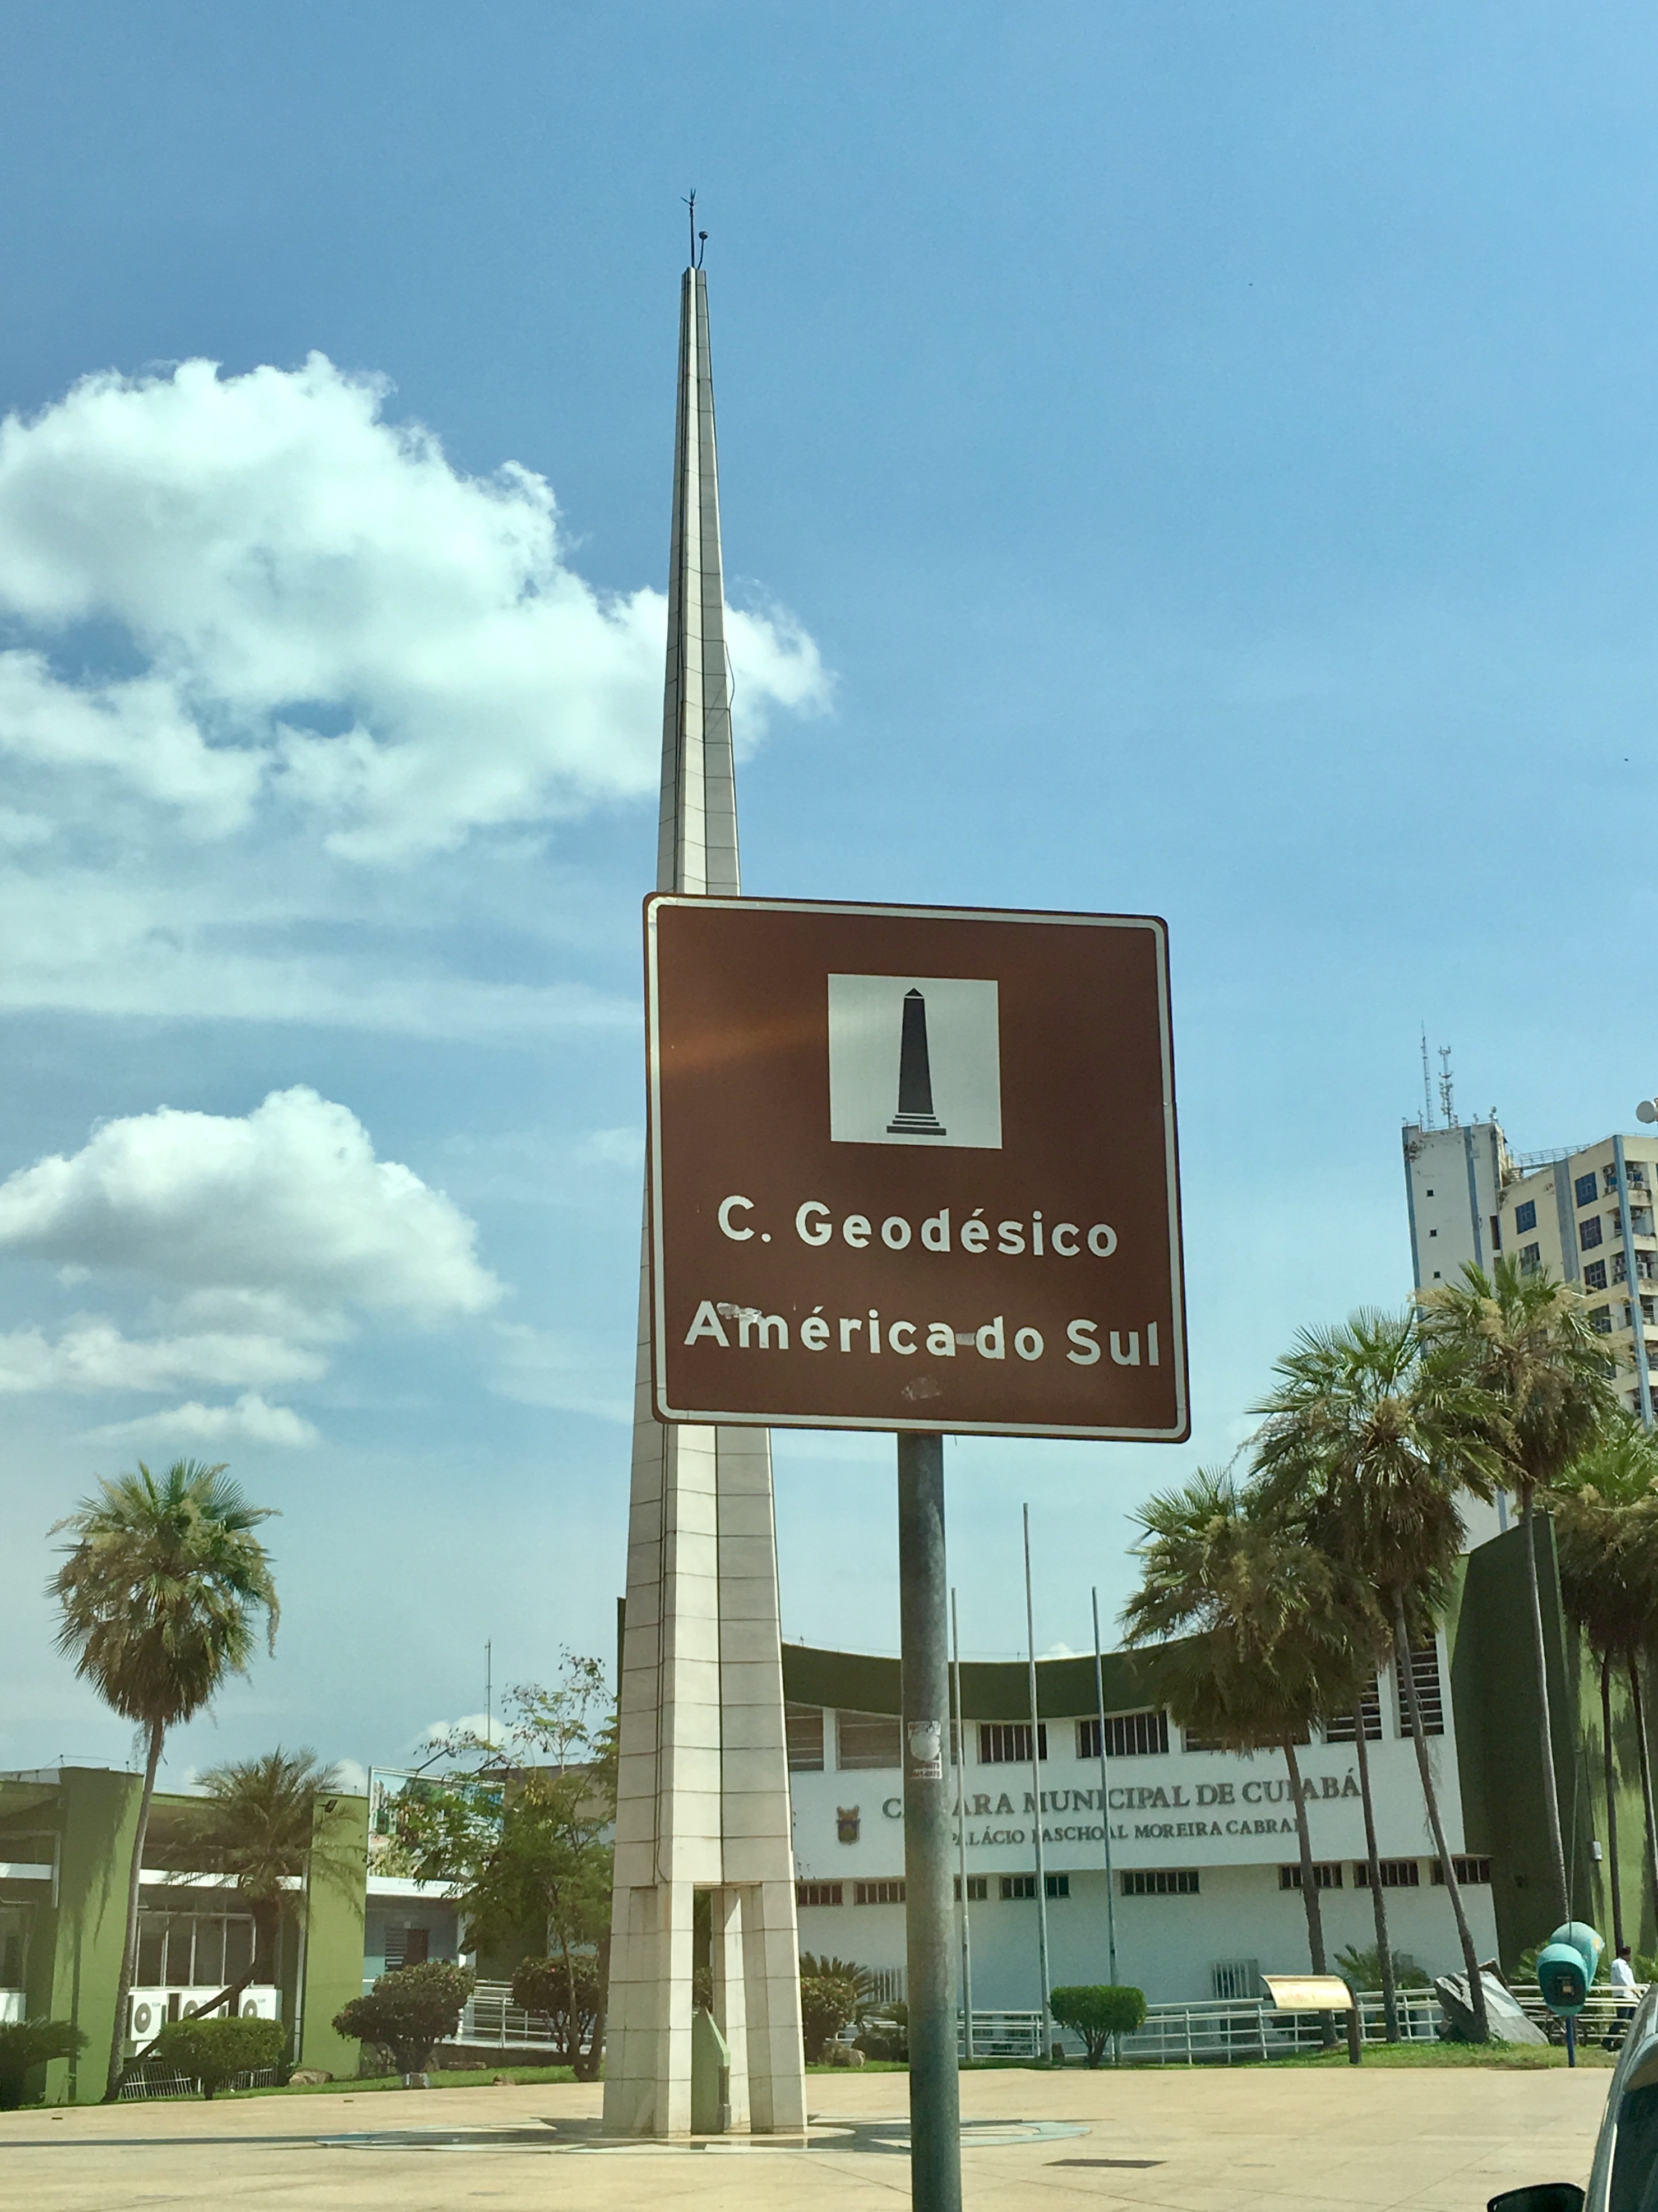 C. Geodésico
América do Sul
CÂMARA MUNICIPAL DE CUIABÁ
PALÁCIO PASCHOAL MOREIRA CABRAL